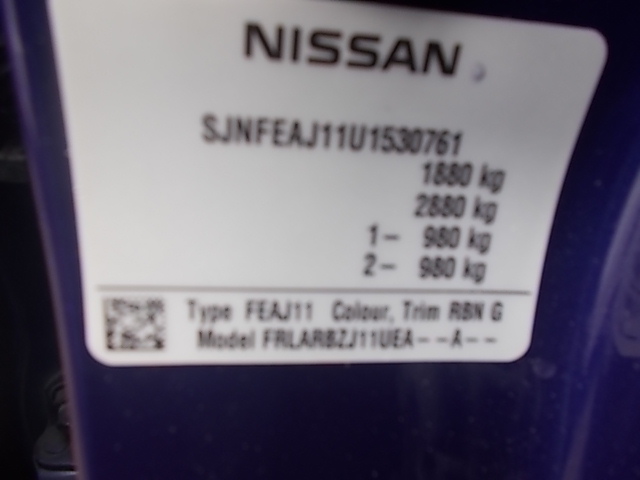 NISSAN
SJNFEAJ11U1530761
1880 kg
2880 kg
1- 980 kg
2- 980 kg
Type FEAJ11 Colour, Trim RBN G
Model FRLARBZJ11UEA--A--